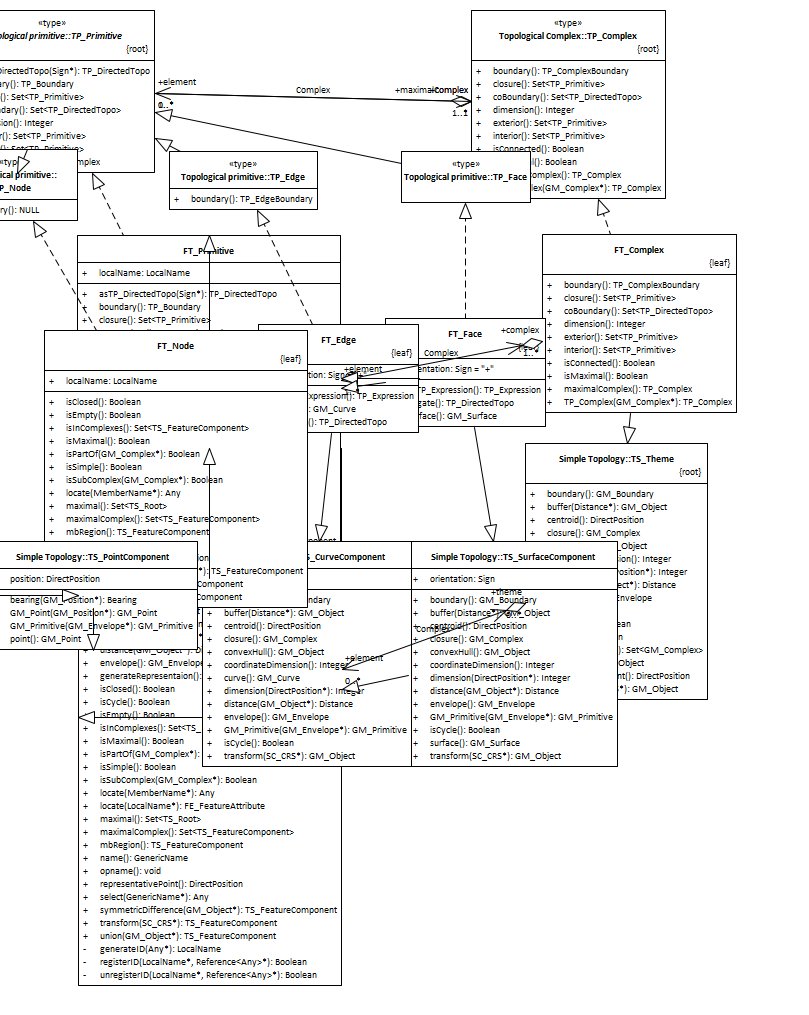 «type»
ological primitive::TP_Primitive
{root}
DirectedTopo(Sign*): TP_DirectedTopo
ary(): TP_Boundary
(): Set<TP_Primitive>
ndary(): Set<TP_DirectedTopo>
sion(): Integer
r(): Set<TP_Primitive>
r(): Set<TP_Primitive>
mplex
+element
0..*
Complex
+maximalComplex
1..1
«type»
Topological Complex::TP_Complex
{root}
+ boundary(): TP_ComplexBoundary
+ closure(): Set<TP_Primitive>
+ coBoundary(): Set<TP_DirectedTopo>
+ dimension(): Integer
+ exterior(): Set<TP_Primitive>
+ interior(): Set<TP_Primitive>
+ isConnected(): Boolean
al(): Boolean
omplex(): TP_Complex
lex(GM_Complex*): TP_Complex
«typ
cal primitive::
P_Node
ry(): NULL
«type»
Topological primitive::TP_Edge
+ boundary(): TP_EdgeBoundary
«type»
Topological primitive::TP_Face
FT_Primitive
+ localName: LocalName
+ asTP_DirectedTopo(Sign*): TP_DirectedTopo
+ boundary(): TP_Boundary
+ closure(): Set<TP_Primitive>
FT_Complex
{leaf}
+ boundary(): TP_ComplexBoundary
+ closure(): Set<TP_Primitive>
+ coBoundary(): Set<TP_DirectedTopo>
+ dimension(): Integer
+ exterior(): Set<TP_Primitive>
+ interior(): Set<TP_Primitive>
+ isConnected(): Boolean
+ isMaximal(): Boolean
+ maximalComplex(): TP_Complex
+ TP_Complex(GM_Complex*): TP_Complex
FT_Node
{leaf}
+ localName: LocalName
+ isClosed(): Boolean
+ isEmpty(): Boolean
+ isInComplexes(): Set<TS_FeatureComponent>
+ isMaximal(): Boolean
+ isPartOf(GM_Complex*): Boolean
+ isSimple(): Boolean
+ isSubComplex(GM_Complex*): Boolean
+ locate(MemberName*): Any
+ maximal(): Set<TS_Root>
+ maximalComplex(): Set<TS_FeatureComponent>
+ mbRegion(): TS_FeatureComponent
ion
*): TS_FeatureComponent
Component
omponent
FT_Edge
{leaf}
tion: Sign
+element
xpression): TP_Expression
: GM_Curve
(): TP_DirectedTopo
FT_Face
+complex
Complex
1..*
entation: Sign = "+"
TP_Expression(): TP_Expression
gate(): TP_DirectedTopo
face(): GM_Surface
Simple Topology::TS_Theme
{root}
+ boundary(): GM_Boundary
+ buffer(Distance*): GM_Object
+ centroid(): DirectPosition
+ closure(): GM_Complex
Object
ion(): Integer
osition*): Integer
ect*): Distance
nvelope
ean
n
: Set<GM_Complex>
Object
nt(): DirectPosition
*): GM_Object
Simple Topology::TS_PointComponent
position: DirectPosition
bearing(GM_Position*): Bearing
GM_Point(GM_Position*): GM_Point
GM_Primitive(GM_Envelope*): GM_Primitive
point(): GM_Point
S_CurveComponent
ndary
buffer(Distance*): GM_Object
+ centroid(): DirectPosition
+ closure(): GM_Complex
+ convexHull(): GM_Object
+ coordinateDimension(): Integer
+ curve(): GM_Curve
+ dimension(DirectPosition*): Integer
+ distance(GM_Object*): Distance
+ envelope(): GM_Envelope
+ GM_Primitive(GM_Envelope*): GM_Primitive
+ isCycle(): Boolean
+ transform(SC_CRS*): GM_Object
+element
0..*
Simple Topology::TS_SurfaceComponent
+ orientation: Sign
+theme
+ boundary(): GM_Boundary
+ buffer(Distance*): GM_Object
+ centroid(): DirectPosition
Complex
+ closure(): GM_Complex
+ convexHull(): GM_Object
+ coordinateDimension(): Integer
+ dimension(DirectPosition*): Integer
+ distance(GM_Object*): Distance
+ envelope(): GM_Envelope
+ GM_Primitive(GM_Envelope*): GM_Primitive
+ isCycle(): Boolean
+ surface(): GM_Surface
+ transform(SC_CRS*): GM_Object
distance(GM_Object*): D
+ envelope(): GM_Envelope
+ generateRepresentaion():
+ isClosed(): Boolean
+ isCycle(): Boolean
+ isEmpty(): Boolean
+ isInComplexes(): Set<TS_
+ isMaximal(): Boolean
+ isPartOf(GM_Complex*):
+ isSimple(): Boolean
+ isSubComplex(GM_Complex*): Boolean
+ locate(MemberName*): Any
+ locate(LocalName*): FE_FeatureAttribute
+ maximal(): Set<TS_Root>
+ maximalComplex(): Set<TS_FeatureComponent>
+ mbRegion(): TS_FeatureComponent
+ name(): GenericName
+ opname(): void
+ representativePoint(): DirectPosition
+ select(GenericName*): Any
+ symmetricDifference(GM_Object*): TS_FeatureComponent
+ transform(SC_CRS*): TS_FeatureComponent
+ union(GM_Object*): TS_FeatureComponent
- generateID(Any*): LocalName
- registerID(LocalName*, Reference<Any>*): Boolean
- unregisterID(LocalName*, Reference<Any>*): Boolean